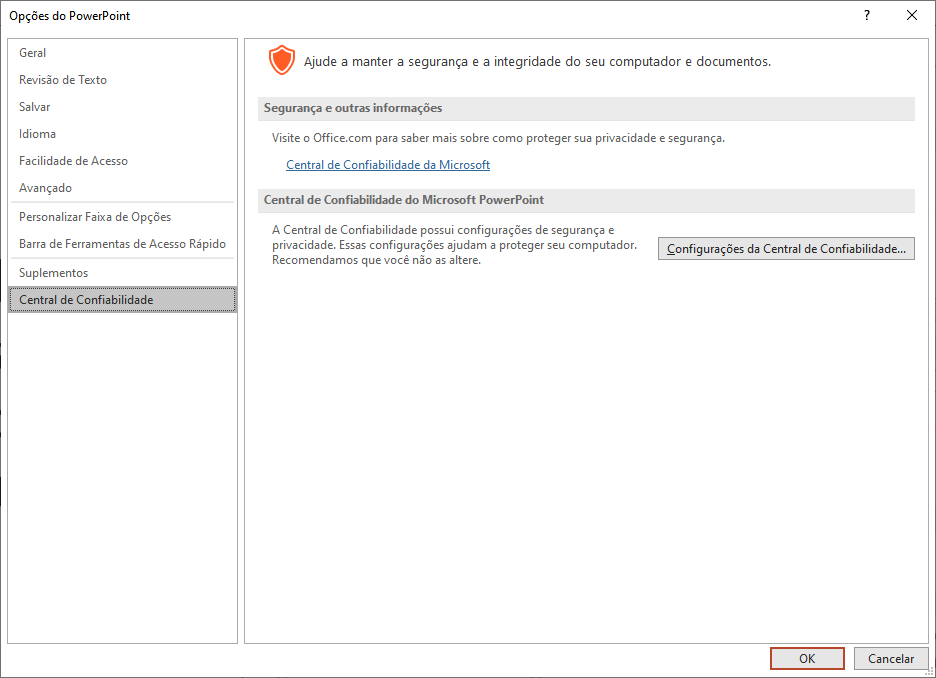 Opções do PowerPoint
?
Geral
Revisão de Texto
Salvar
Idioma
Facilidade de Acesso
Avançado
Personalizar Faixa de Opções
Barra de Ferramentas de Acesso Rápido
Suplementos
Central de Confiabilidade
Ajude a manter a segurança e a integridade do seu computador e documentos.
Segurança e outras informações
Visite o Office.com para saber mais sobre como proteger sua privacidade e segurança.
Central de Confiabilidade da Microsoft
Central de Confiabilidade do Microsoft PowerPoint
A Central de Confiabilidade possui configurações de segurança e
privacidade. Essas configurações ajudam a proteger seu computador.
Recomendamos que você não as altere.
Configurações da Central de Confiabilidade...
OK
Cancelar